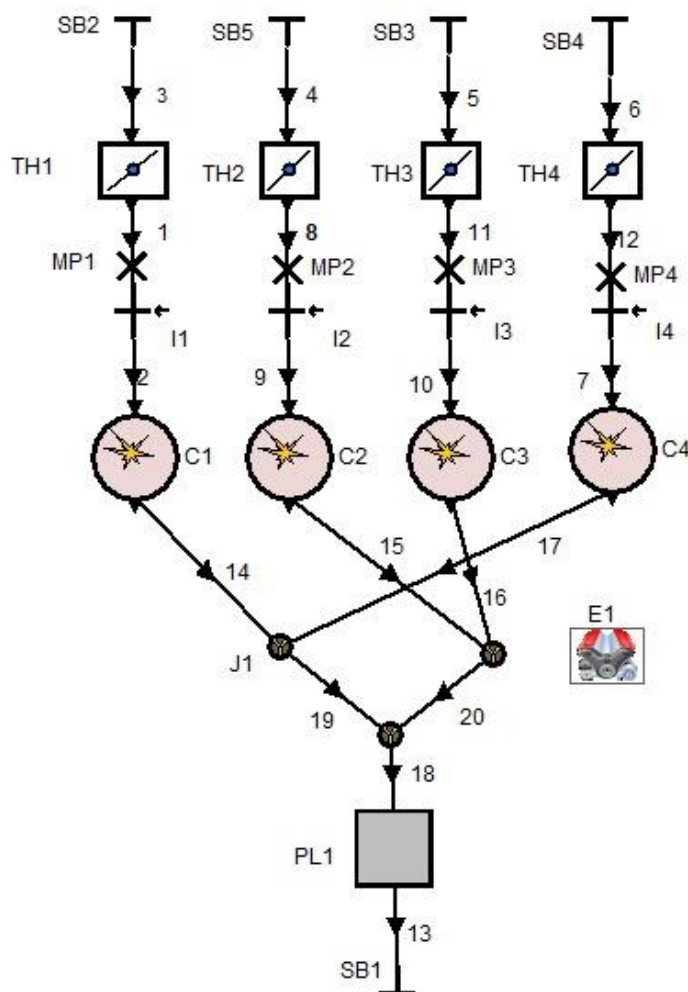 SB2 SB5 SB3 SB4
3 4 5 6
TH1 TH2 TH3 TH4
1 8 11 12
MP1 MP2 MP3 MP4
I1 I2 I3 I4
2 9 10 7
C1 C2 C3 C4
14 15 16 17
E1
J1
19 20
18
PL1
13
SB1